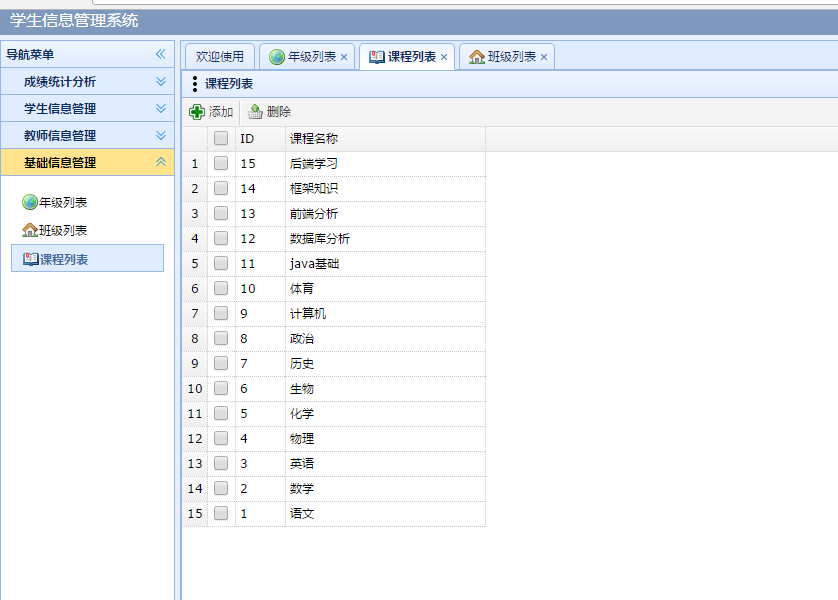 学生信息管理系统
导航菜单
成绩统计分析
学生信息管理
教师信息管理
基础信息管理
年级列表
班级列表
课程列表
欢迎使用 年级列表 × 课程列表 × 班级列表 ×
课程列表
添加 删除
ID 课程名称
1 15 后端学习
2 14 框架知识
3 13 前端分析
4 12 数据库分析
5 11 java基础
6 10 体育
7 9 计算机
8 8 政治
9 7 历史
10 6 生物
11 5 化学
12 4 物理
13 3 英语
14 2 数学
15 1 语文